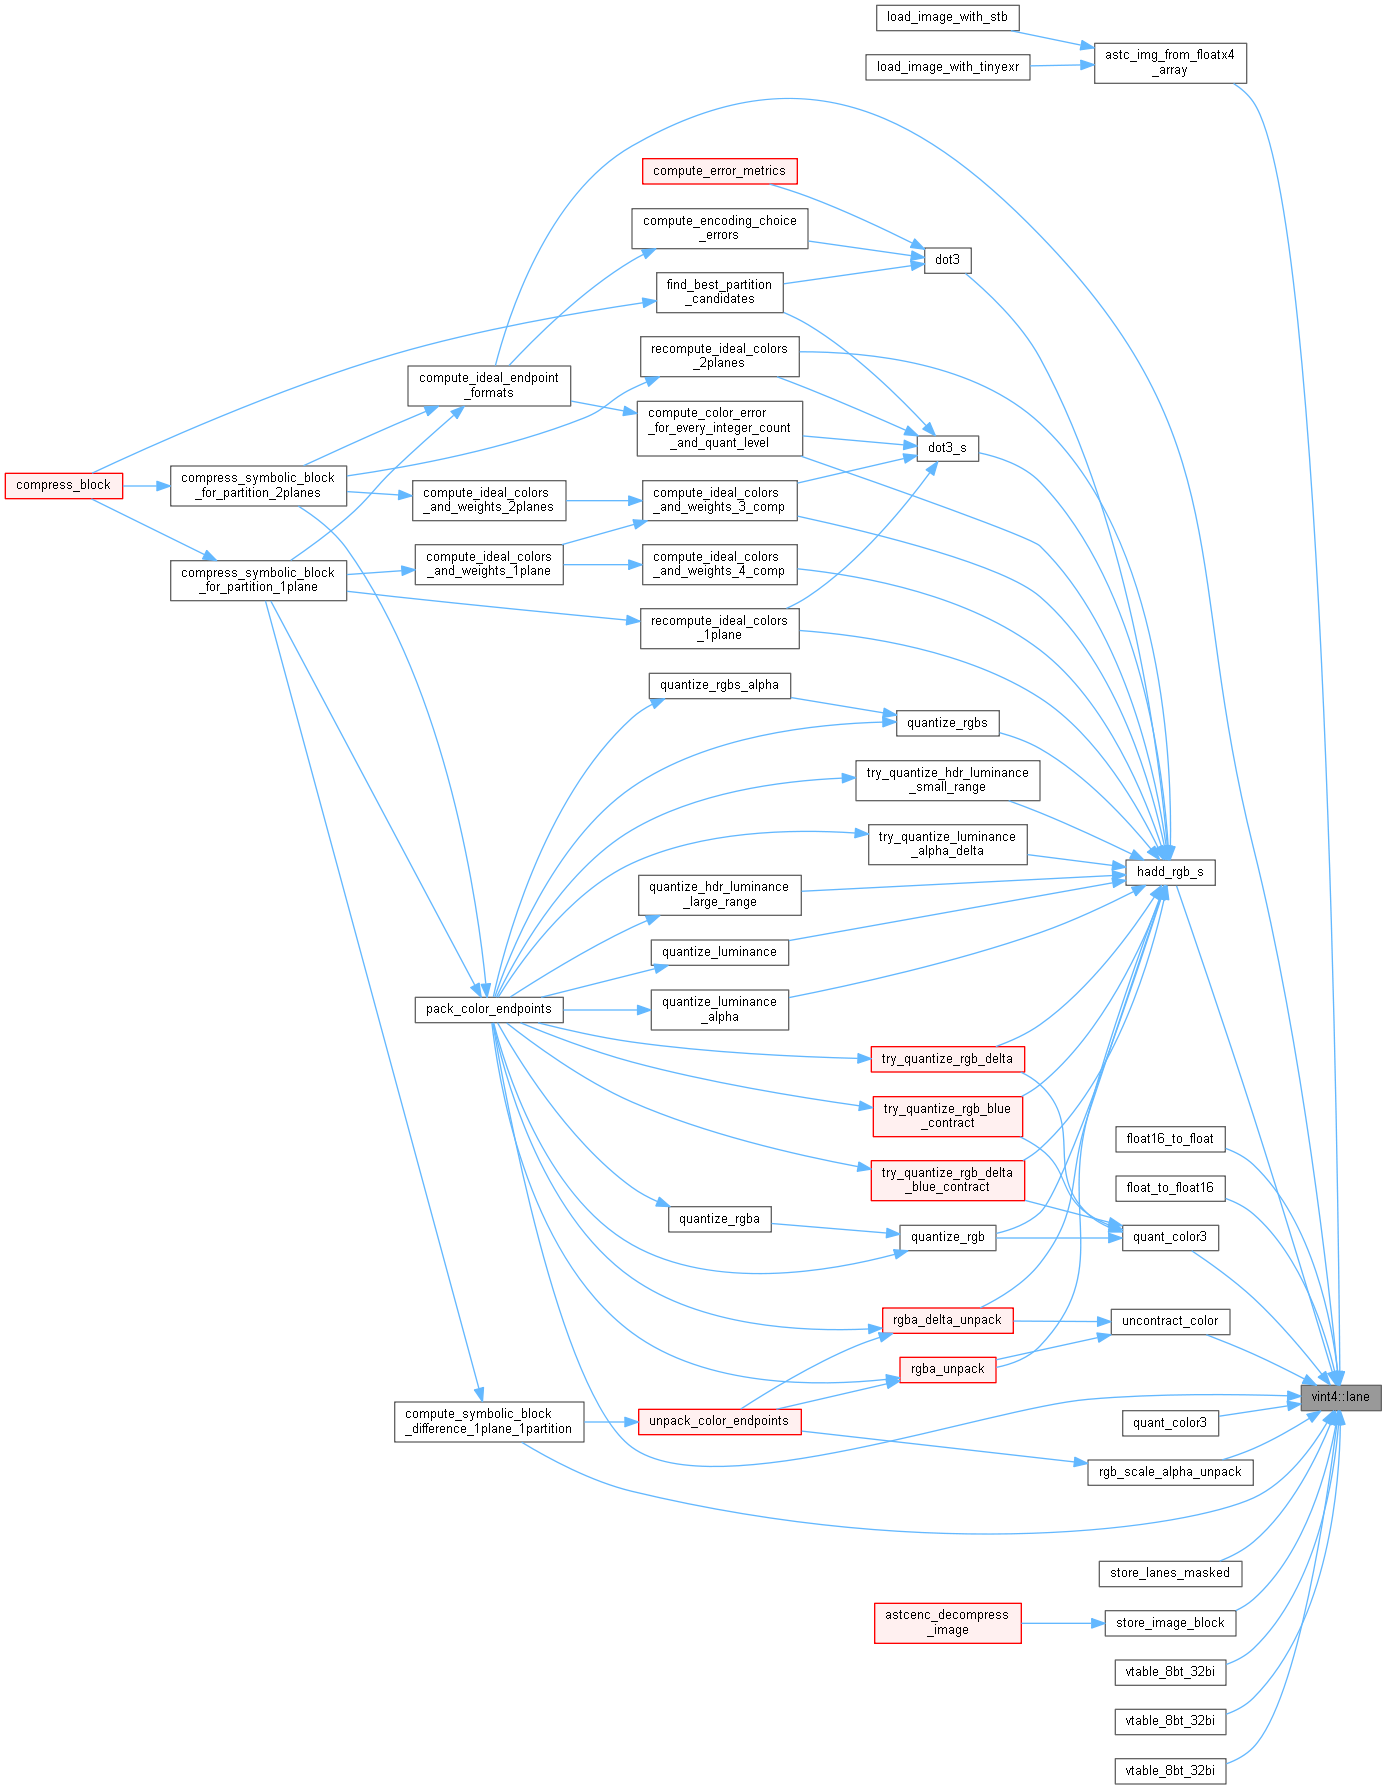 load_image_with_stb
astc_img_from_floatx4
_array
load_image_with_tinyexr
compute_error_metrics
compute_encoding_choice
_errors
dot3
find_best_partition
_candidates
recompute_ideal_colors
_2planes
compute_ideal_endpoint
_formats
compute_color_error
_for_every_integer_count
_and_quant_level
dot3_s
compress_block
compress_symbolic_block
_for_partition_2planes
compute_ideal_colors
_and_weights_2planes
compute_ideal_colors
_and_weights_3_comp
compress_symbolic_block
_for_partition_1plane
compute_ideal_colors
_and_weights_1plane
compute_ideal_colors
_and_weights_4_comp
recompute_ideal_colors
_1plane
quantize_rgbs_alpha
quantize_rgbs
try_quantize_hdr_luminance
_small_range
try_quantize_luminance
_alpha_delta
hadd_rgb_s
quantize_hdr_luminance
_large_range
quantize_luminance
pack_color_endpoints
quantize_luminance
_alpha
try_quantize_rgb_delta
try_quantize_rgb_blue
_contract
float16_to_float
try_quantize_rgb_delta
_blue_contract
float_to_float16
quantize_rgba
quantize_rgb
quant_color3
rgba_delta_unpack
uncontract_color
rgba_unpack
vint4::lane
compute_symbolic_block
_difference_1plane_1partition
unpack_color_endpoints
quant_color3
rgb_scale_alpha_unpack
store_lanes_masked
astcenc_decompress
_image
store_image_block
vtable_8bt_32bi
vtable_8bt_32bi
vtable_8bt_32bi